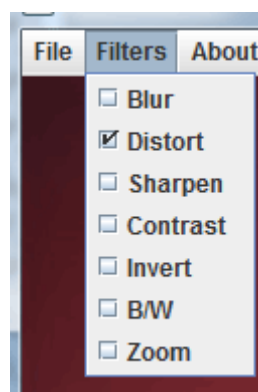 File Filters About
Blur
Distort
Sharpen
Contrast
Invert
B/W
Zoom